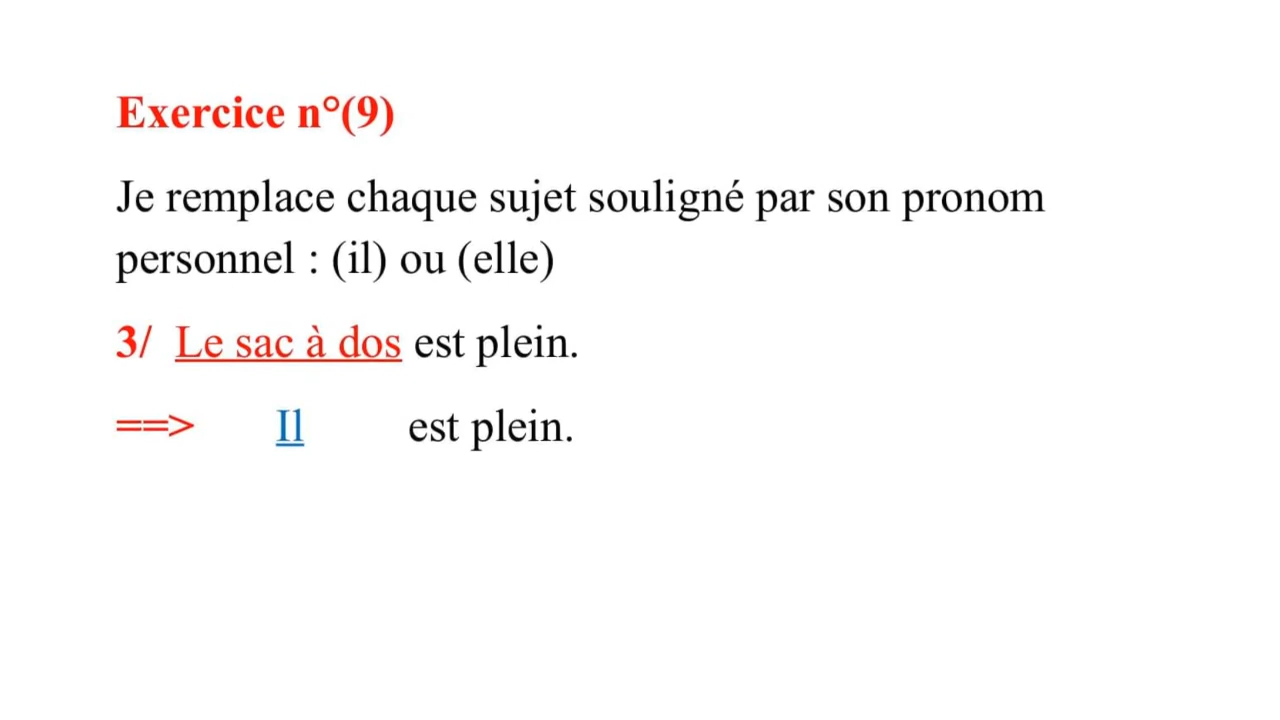 Exercice n°(9)
Je remplace chaque sujet souligné par son pronom
personnel : (il) ou (elle)
3/ Le sac à dos est plein.
==> Il est plein.